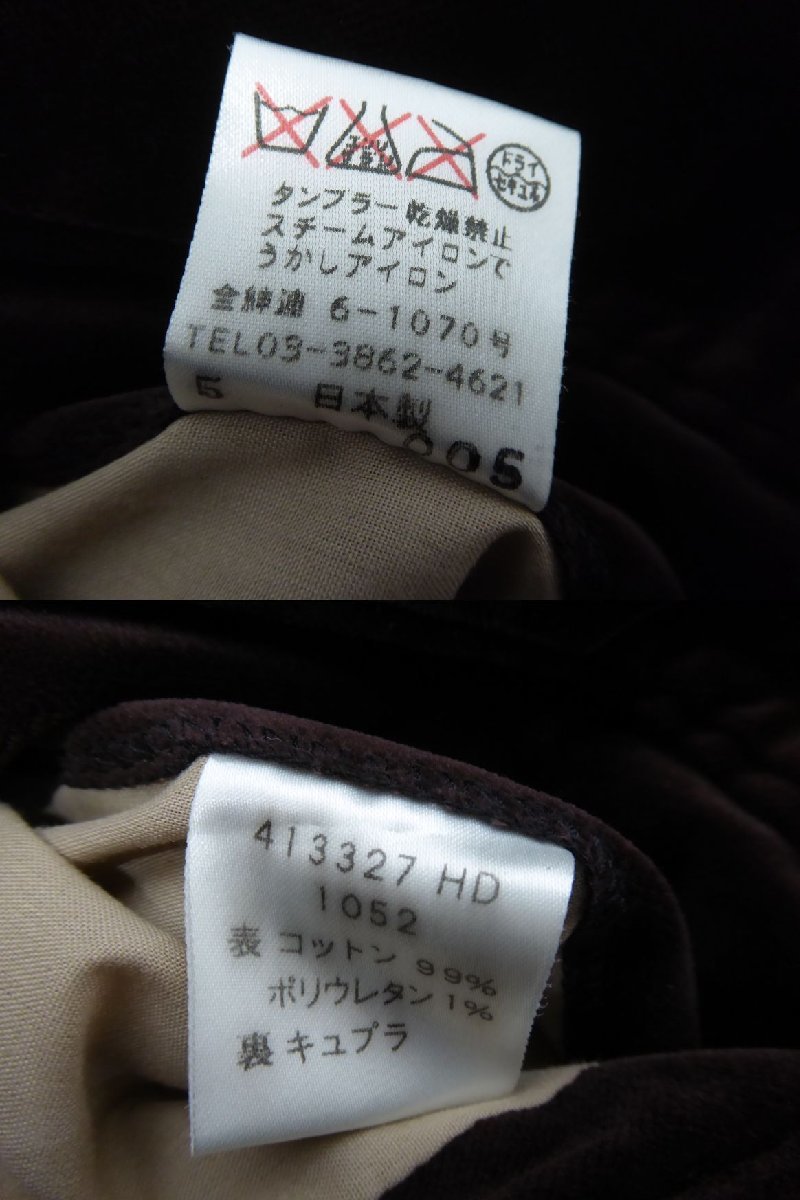 ドライ
セキユ系
タンブラー乾燥禁止
スチームアイロンで
うかしアイロン
全紳連 6-1070号
TEL03-3862-4621
5 日本製
005
413327 HD
1052
表 コットン 99%
ポリウレタン 1%
裏 キュプラ